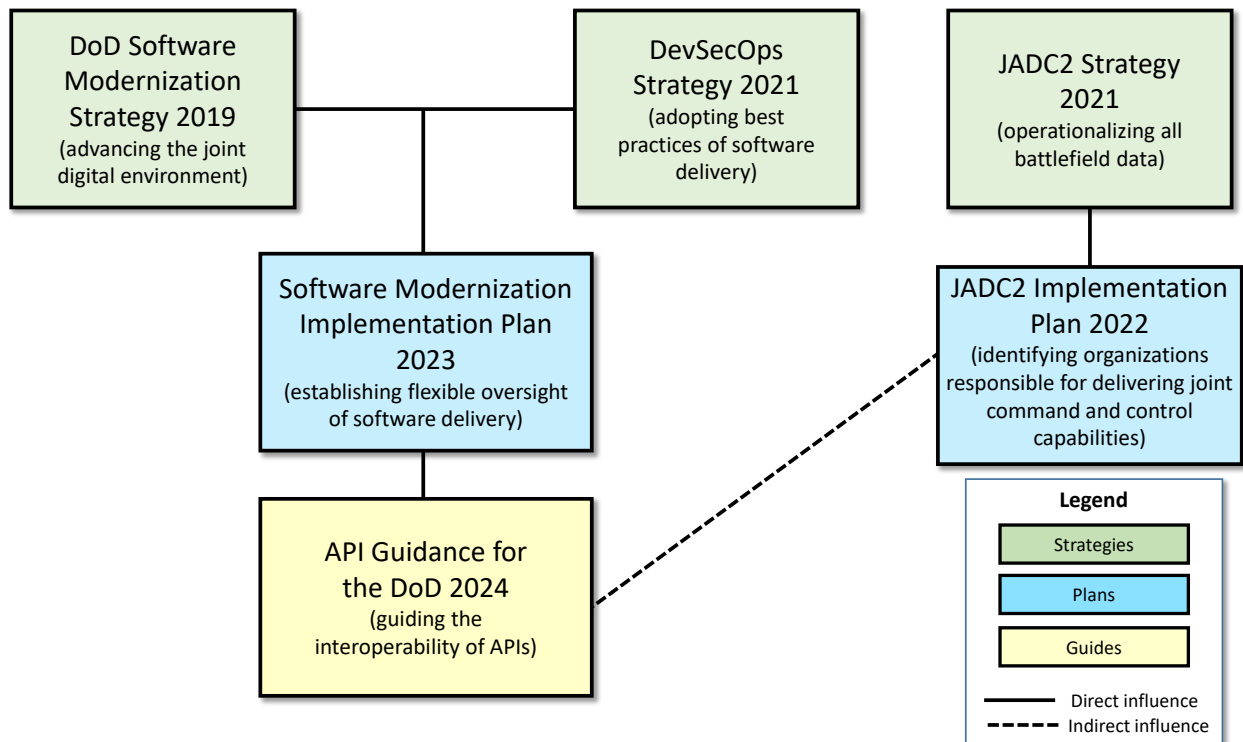 DoD Software
Modernization
Strategy 2019
(advancing the joint
digital environment)
DevSecOps
Strategy 2021
(adopting best
practices of software
delivery)
JADC2 Strategy
2021
(operationalizing all
battlefield data)
Software Modernization
Implementation Plan
2023
(establishing flexible oversight
of software delivery)
JADC2 Implementation
Plan 2022
(identifying organizations
responsible for delivering joint
command and control
capabilities)
API Guidance for
the DoD 2024
(guiding the
interoperability of APIs)
Legend
Strategies
Plans
Guides
Direct influence
Indirect influence